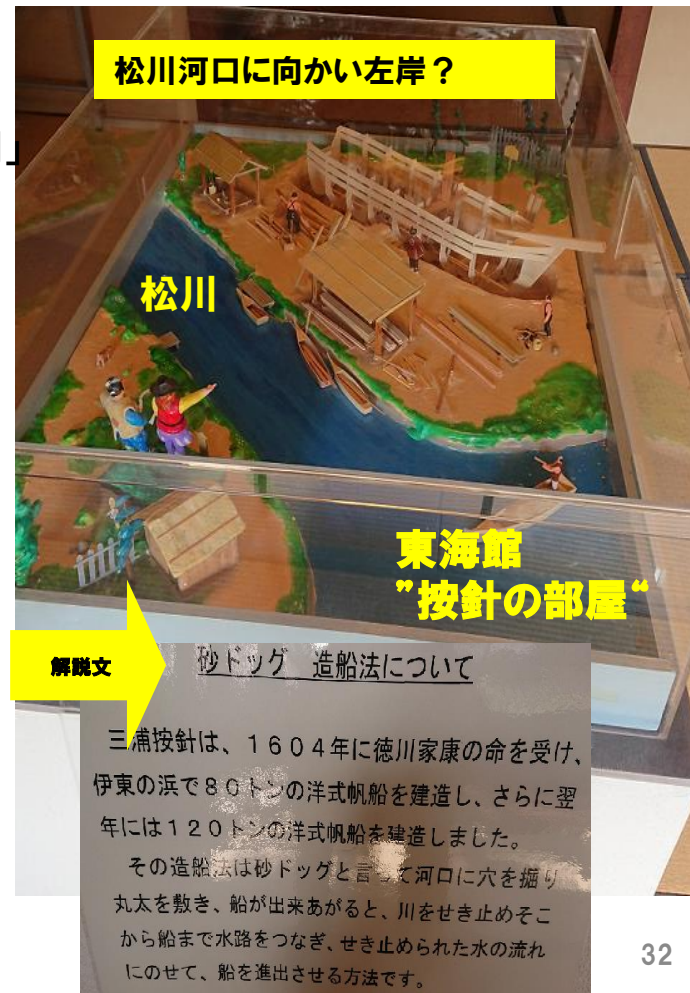 松川河口に向かい左岸？
」
松川
東海館
”按針の部屋“
解説文
砂ドッグ　造船法について
三浦按針は、１６０４年に徳川家康の命を受け、
伊東の浜で８０トンの洋式帆船を建造し、さらに翌
年には１２０トンの洋式帆船を建造しました。
その造船法は砂ドッグと言って河口に穴を掘り
丸太を敷き、船が出来あがると、川をせき止めそこ
から船まで水路をつなぎ、せき止められた水の流れ
にのせて、船を進出させる方法です。
32